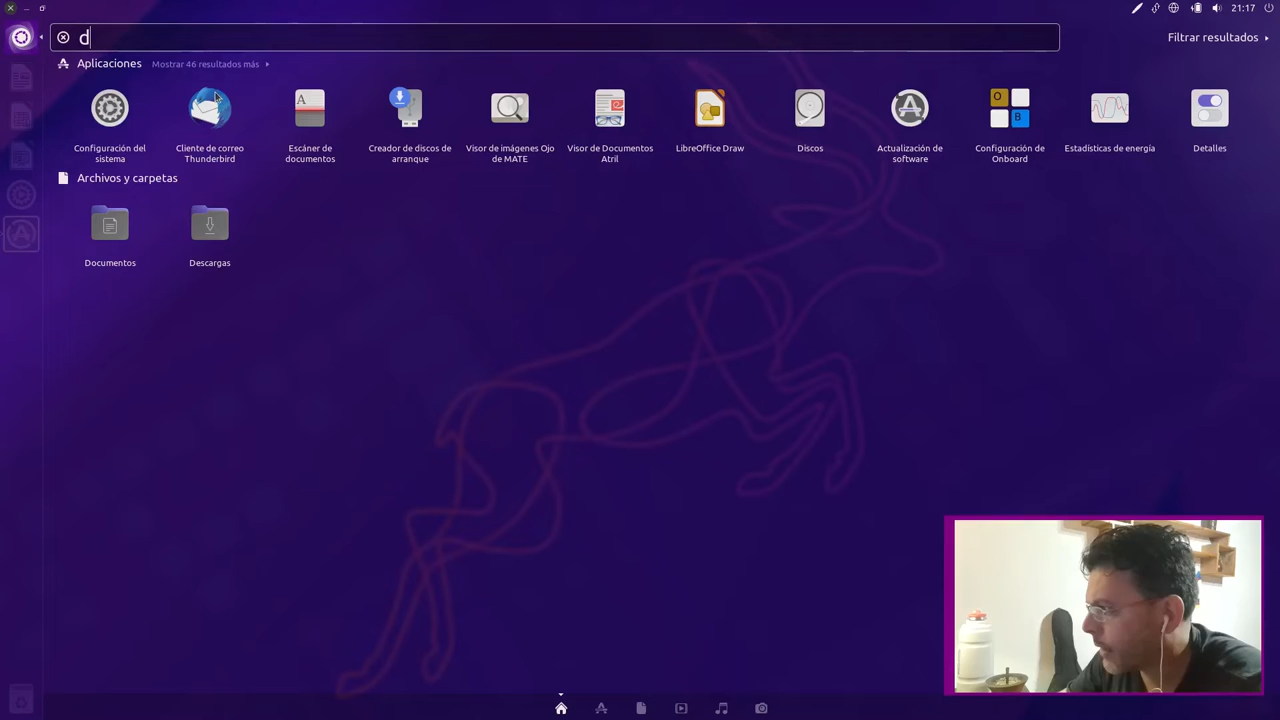 21:17
d
Filtrar resultados
Aplicaciones Mostrar 46 resultados más
Configuración del
sistema
Cliente de correo
Thunderbird
Escáner de
documentos
Creador de discos de
arranque
Visor de imágenes Ojo
de MATE
Visor de Documentos
Atril
LibreOffice Draw
Discos
Actualización de
software
Configuración de
Onboard
Estadísticas de energía
Detalles
Archivos y carpetas
Documentos
Descargas